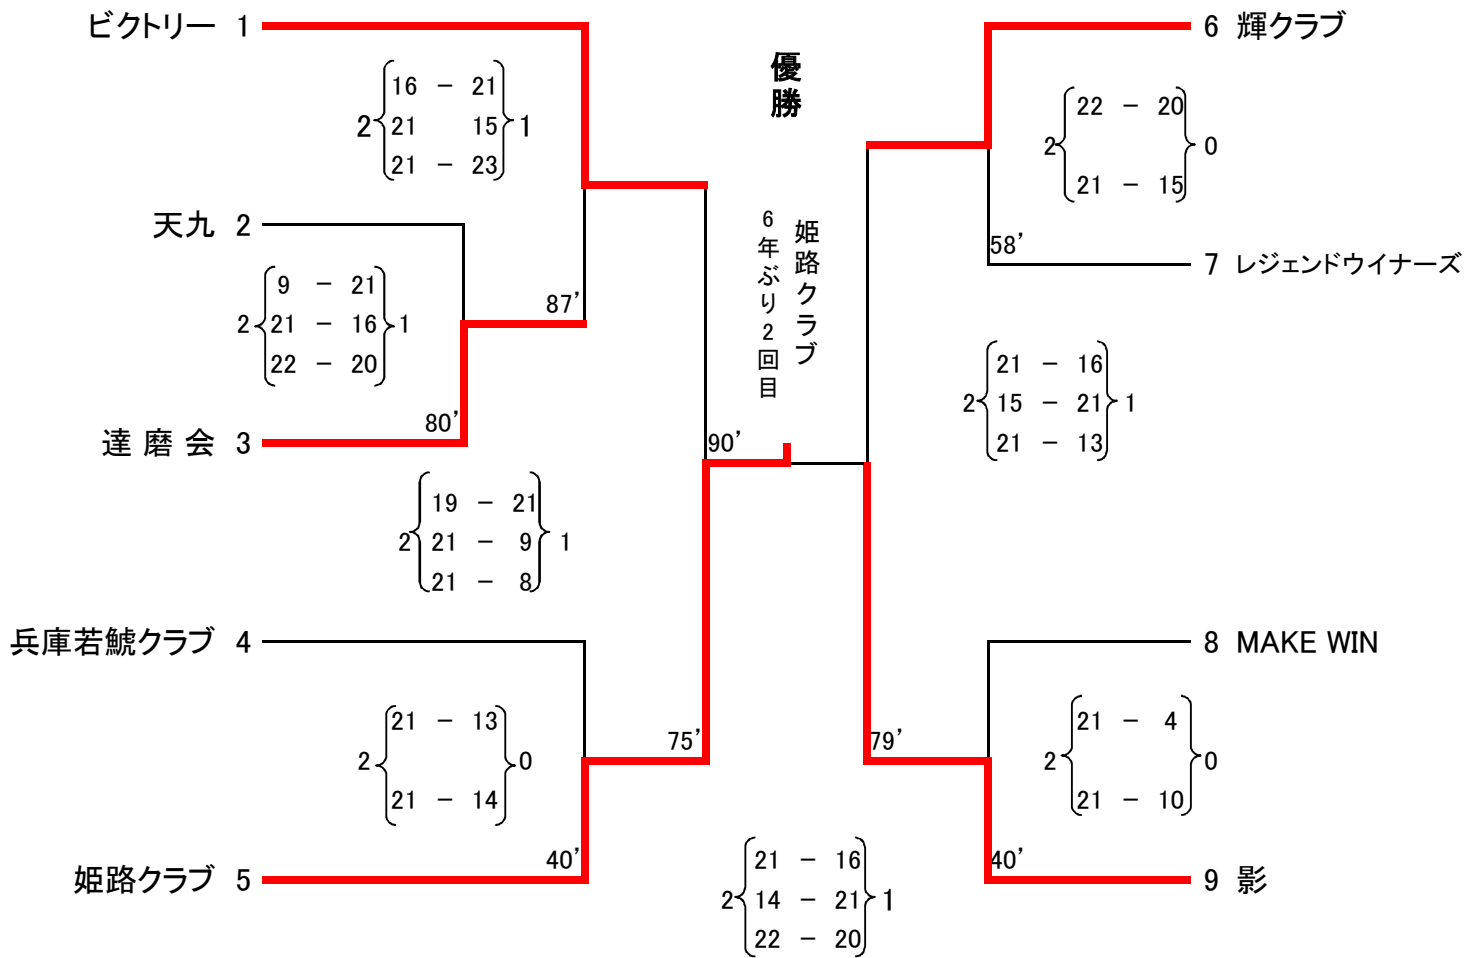 ビクトリー 1
2 16 － 21 1
21 15
21 － 23
天九 2
2 9 － 21 1
21 － 16
22 － 20
87’
80’
達 磨 会 3
90’
2 19 － 21 1
21 － 9
21 － 8
兵庫若鯱クラブ 4
2 21 － 13 0
21 － 14
75’
40’
姫路クラブ 5
優勝
姫路クラブ
6年ぶり2回目
6 輝クラブ
2 22 － 20 0
21 － 15
58’
7 レジェンドウイナーズ
2 21 － 16 1
15 － 21
21 － 13
8 MAKE WIN
2 21 － 4 0
21 － 10
79’
40’
9 影
2 21 － 16 1
14 － 21
22 － 20